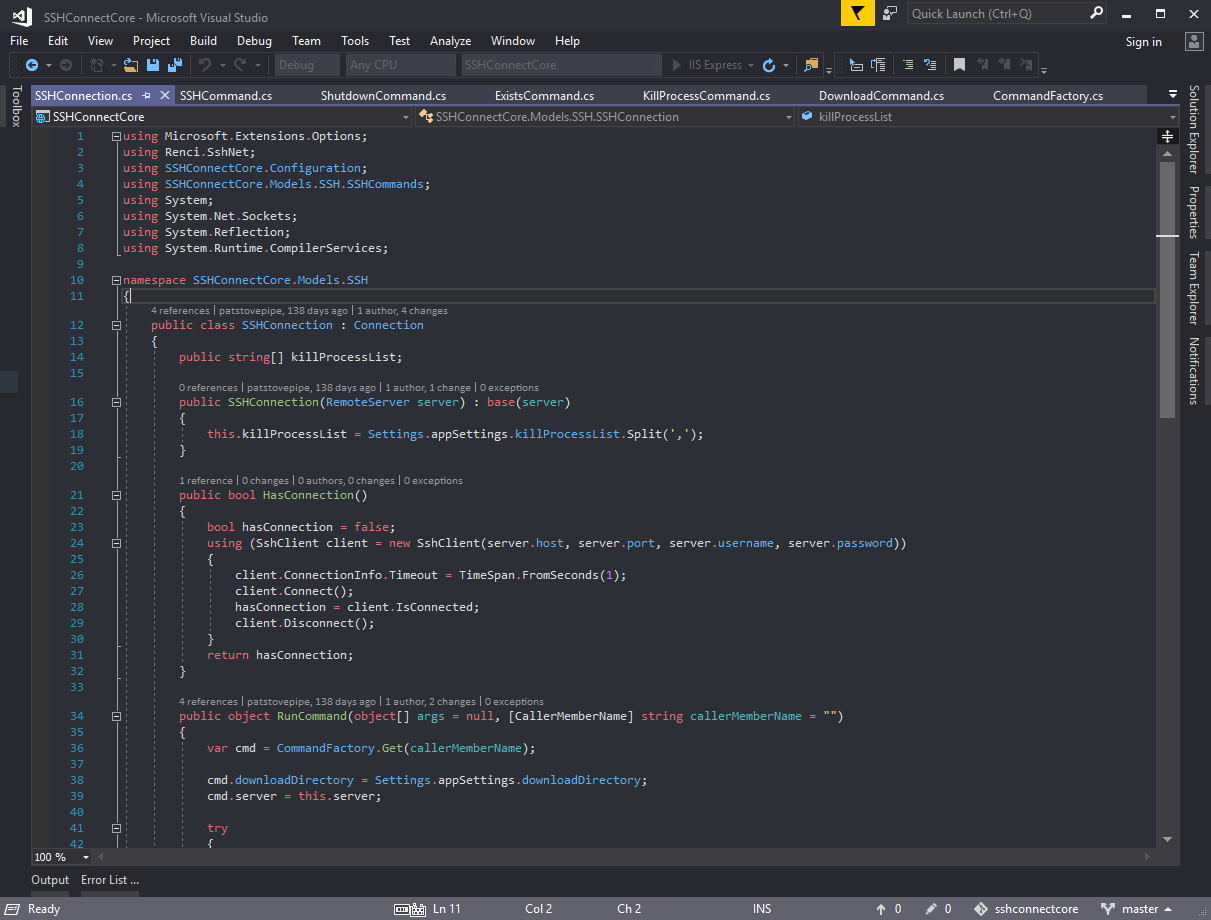 SSHConnectCore - Microsoft Visual Studio
Quick Launch (Ctrl+Q)
File Edit View Project Build Debug Team Tools Test Analyze Window Help
Sign in
Debug Any CPU SSHConnectCore IIS Express
Toolbox
SSHConnection.cs SSHCommand.cs ShutdownCommand.cs ExistsCommand.cs KillProcessCommand.cs DownloadCommand.cs CommandFactory.cs
SSHConnectCore SSHConnectCore.Models.SSH.SSHConnection killProcessList
1 using Microsoft.Extensions.Options;
2 using Renci.SshNet;
3 using SSHConnectCore.Configuration;
4 using SSHConnectCore.Models.SSH.SSHCommands;
5 using System;
6 using System.Net.Sockets;
7 using System.Reflection;
8 using System.Runtime.CompilerServices;
9
10 namespace SSHConnectCore.Models.SSH
11 {
4 references | patstovepipe, 138 days ago | 1 author, 4 changes
12 public class SSHConnection : Connection
13 {
14 public string[] killProcessList;
15
0 references | patstovepipe, 138 days ago | 1 author, 1 change | 0 exceptions
16 public SSHConnection(RemoteServer server) : base(server)
17 {
18 this.killProcessList = Settings.appSettings.killProcessList.Split(',');
19 }
20
1 reference | 0 changes | 0 authors, 0 changes | 0 exceptions
21 public bool HasConnection()
22 {
23 bool hasConnection = false;
24 using (SshClient client = new SshClient(server.host, server.port, server.username, server.password))
25 {
26 client.ConnectionInfo.Timeout = TimeSpan.FromSeconds(1);
27 client.Connect();
28 hasConnection = client.IsConnected;
29 client.Disconnect();
30 }
31 return hasConnection;
32 }
33
4 references | patstovepipe, 138 days ago | 1 author, 2 changes | 0 exceptions
34 public object RunCommand(object[] args = null, [CallerMemberName] string callerMemberName = "")
35 {
36 var cmd = CommandFactory.Get(callerMemberName);
37
38 cmd.downloadDirectory = Settings.appSettings.downloadDirectory;
39 cmd.server = this.server;
40
41 try
42 {
Solution Explorer
Properties
Team Explorer
Notifications
100 %
Output Error List ...
Ready Ln 11 Col 2 Ch 2 INS 0 0 sshconnectcore master